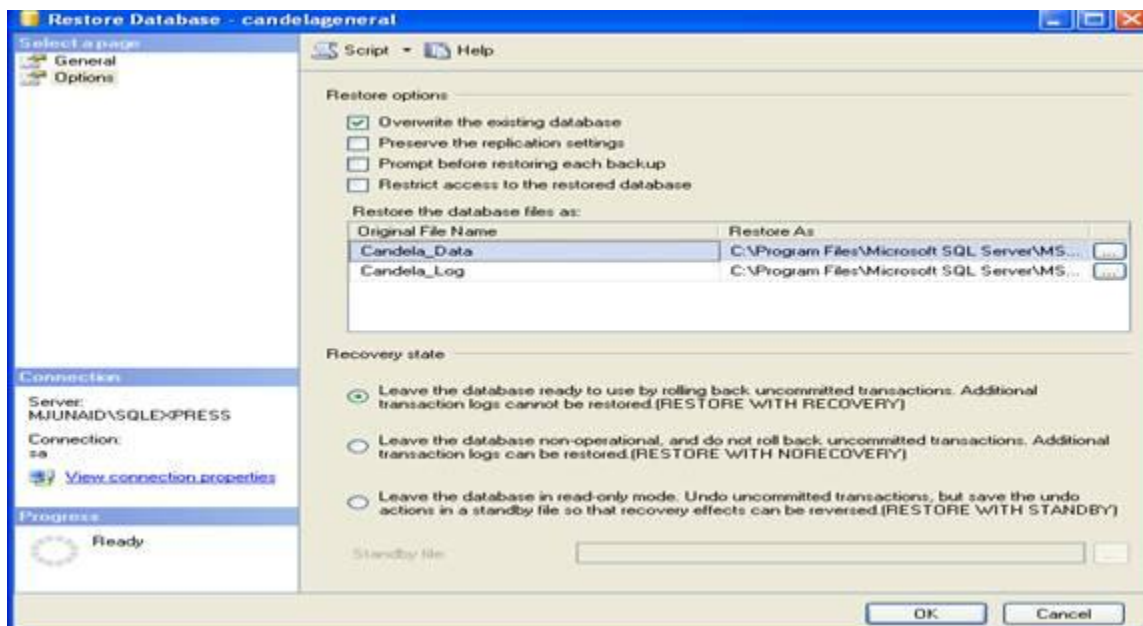 Restore Database - candelageneral
Select a page
General
Options
Script
Help
Restore options
Overwrite the existing database
Preserve the replication settings
Prompt before restoring each backup
Restrict access to the restored database
Restore the database files as:
Original File Name Restore As
Candela_Data C:\Program Files\Microsoft SQL Server\MS... ...
Candela_Log C:\Program Files\Microsoft SQL Server\MS... ...
Recovery state
Leave the database ready to use by rolling back uncommitted transactions. Additional
transaction logs cannot be restored.(RESTORE WITH RECOVERY)
Leave the database non-operational, and do not roll back uncommitted transactions. Additional
transaction logs can be restored.(RESTORE WITH NORECOVERY)
Leave the database in read-only mode. Undo uncommitted transactions, but save the undo
actions in a standby file so that recovery effects can be reversed.(RESTORE WITH STANDBY)
Standby file:
...
Connection
Server:
MJUNAID\SQLEXPRESS
Connection:
sa
View connection properties
Progress
Ready
OK
Cancel